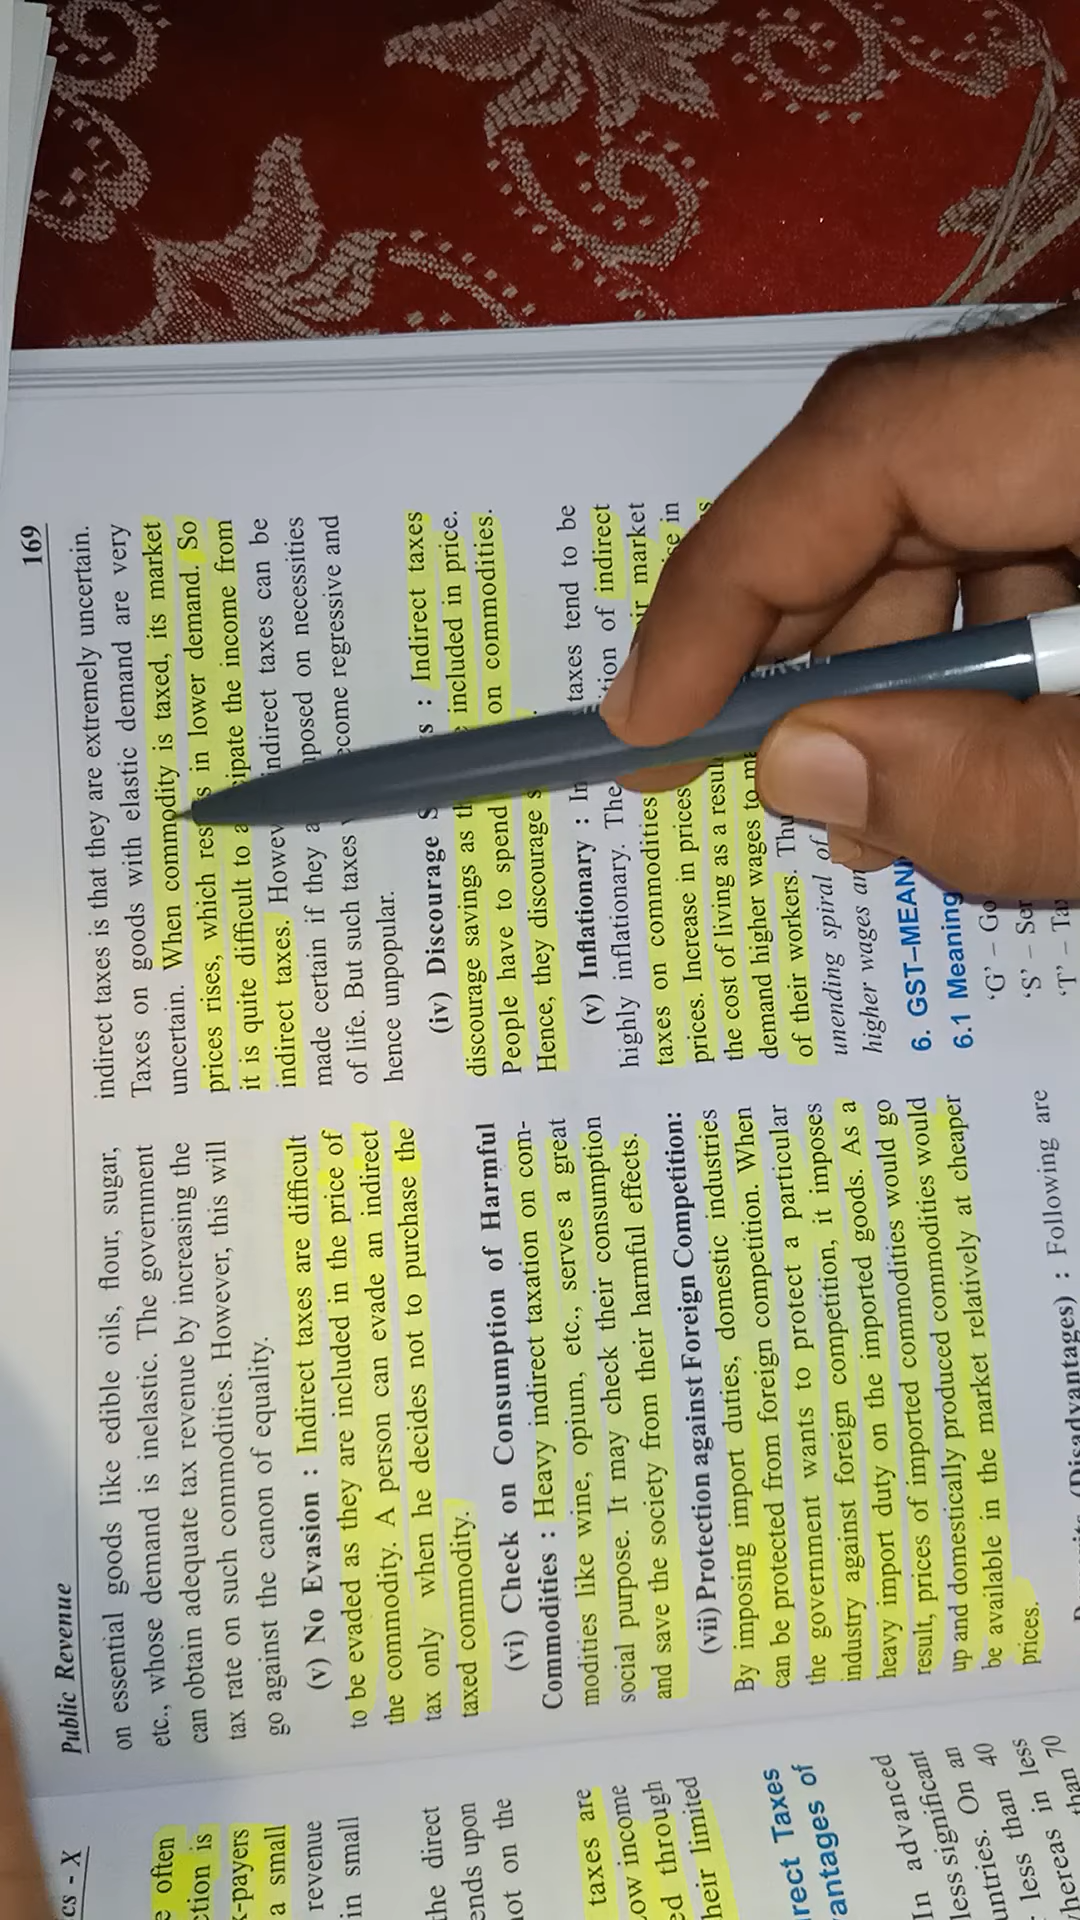 cs - X
e often
ction is
x-payers
a small
revenue
in small
the direct
ends upon
not on the
taxes are
ow income
ed through
heir limited
rect Taxes
vantages of
In advanced
less significant
untries. On an
less than 40
less in less
than 70
Public Revenue
169
on essential goods like edible oils, flour, sugar,
etc., whose demand is inelastic. The government
can obtain adequate tax revenue by increasing the
tax rate on such commodities. However, this will
go against the canon of equality.
(v) No Evasion : Indirect taxes are difficult
to be evaded as they are included in the price of
the commodity. A person can evade an indirect
tax only when he decides not to purchase the
taxed commodity.
(vi) Check on Consumption of Harmful
Commodities : Heavy indirect taxation on com-
modities like wine, opium, etc., serves a great
social purpose. It may check their consumption
and save the society from their harmful effects.
(vii) Protection against Foreign Competition:
By imposing import duties, domestic industries
can be protected from foreign competition. When
the government wants to protect a particular
industry against foreign competition, it imposes
heavy import duty on the imported goods. As a
result, prices of imported commodities would go
up and domestically produced commodities would
be available in the market relatively at cheaper
prices.
(Disadvantages) : Following are
indirect taxes is that they are extremely uncertain.
Taxes on goods with elastic demand are very
uncertain. When commodity is taxed, its market
prices rises, which res s in lower demand. So
it is quite difficult to a cipate the income from
indirect taxes. Howev indirect taxes can be
made certain if they a posed on necessities
of life. But such taxes come regressive and
hence unpopular.
(iv) Discourage S s : Indirect taxes
discourage savings as th included in price.
People have to spend on commodities.
Hence, they discourage s
(v) Inflationary : In taxes tend to be
highly inflationary. The tion of indirect
taxes on commodities ir market
prices. Increase in prices in
the cost of living as a resul s
demand higher wages to m
of their workers. Thu
unending spiral of
higher wages an
6. GST–MEAN
6.1 Meaning
‘G’ – Go
‘S’ – Ser
‘T’ – Ta